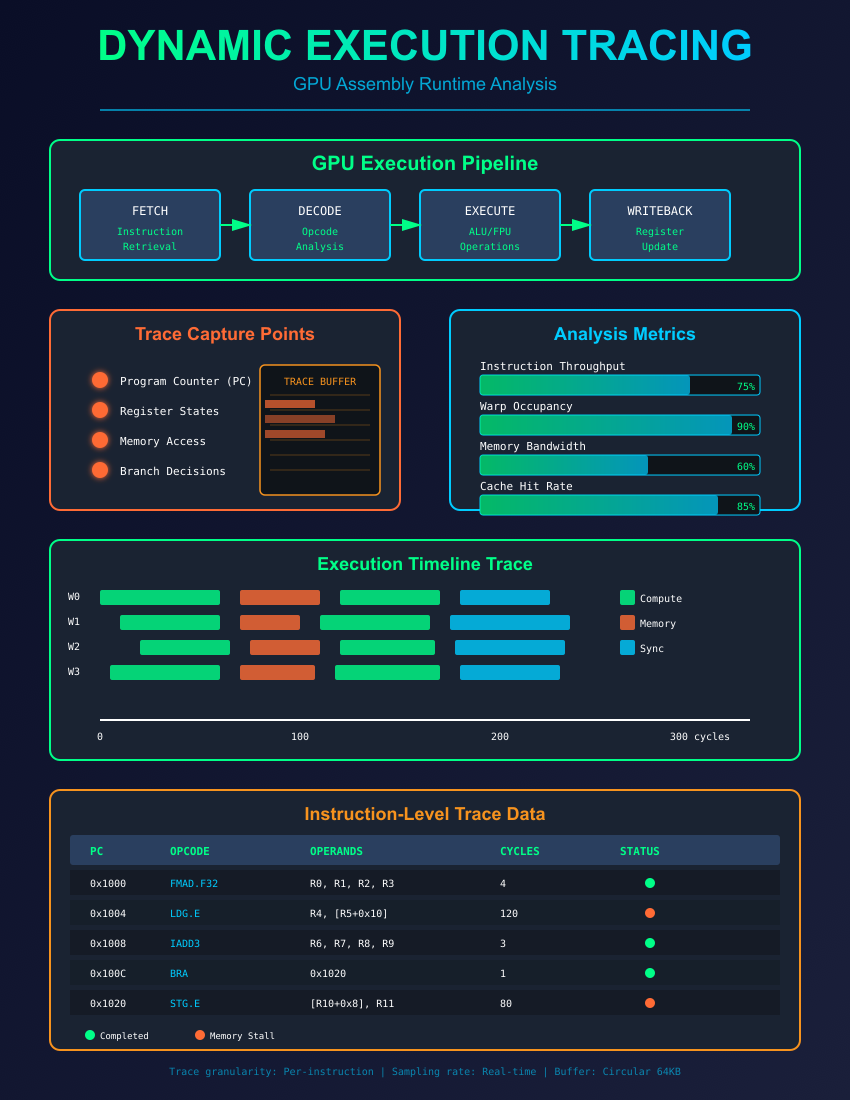 DYNAMIC EXECUTION TRACING
GPU Assembly Runtime Analysis
GPU Execution Pipeline
FETCH
Instruction
Retrieval
DECODE
Opcode
Analysis
EXECUTE
ALU/FPU
Operations
WRITEBACK
Register
Update
Trace Capture Points
Program Counter (PC)
Register States
Memory Access
Branch Decisions
TRACE BUFFER
Analysis Metrics
Instruction Throughput
75%
Warp Occupancy
90%
Memory Bandwidth
60%
Cache Hit Rate
85%
Execution Timeline Trace
W0
W1
W2
W3
Compute
Memory
Sync
0 100 200 300 cycles
Instruction-Level Trace Data
PC OPCODE OPERANDS CYCLES STATUS
0x1000 FMAD.F32 R0, R1, R2, R3 4
0x1004 LDG.E R4, [R5+0x10] 120
0x1008 IADD3 R6, R7, R8, R9 3
0x100C BRA 0x1020 1
0x1020 STG.E [R10+0x8], R11 80
Completed Memory Stall
Trace granularity: Per-instruction | Sampling rate: Real-time | Buffer: Circular 64KB